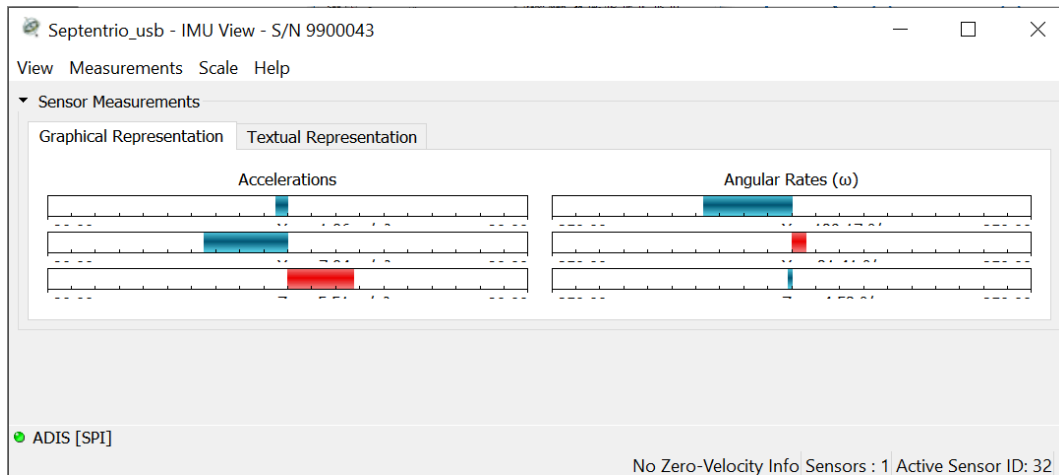 Septentrio_usb - IMU View - S/N 9900043
View Measurements Scale Help
Sensor Measurements
Graphical Representation Textual Representation
Accelerations
Angular Rates (ω)
ADIS [SPI]
No Zero-Velocity Info Sensors : 1 Active Sensor ID: 32